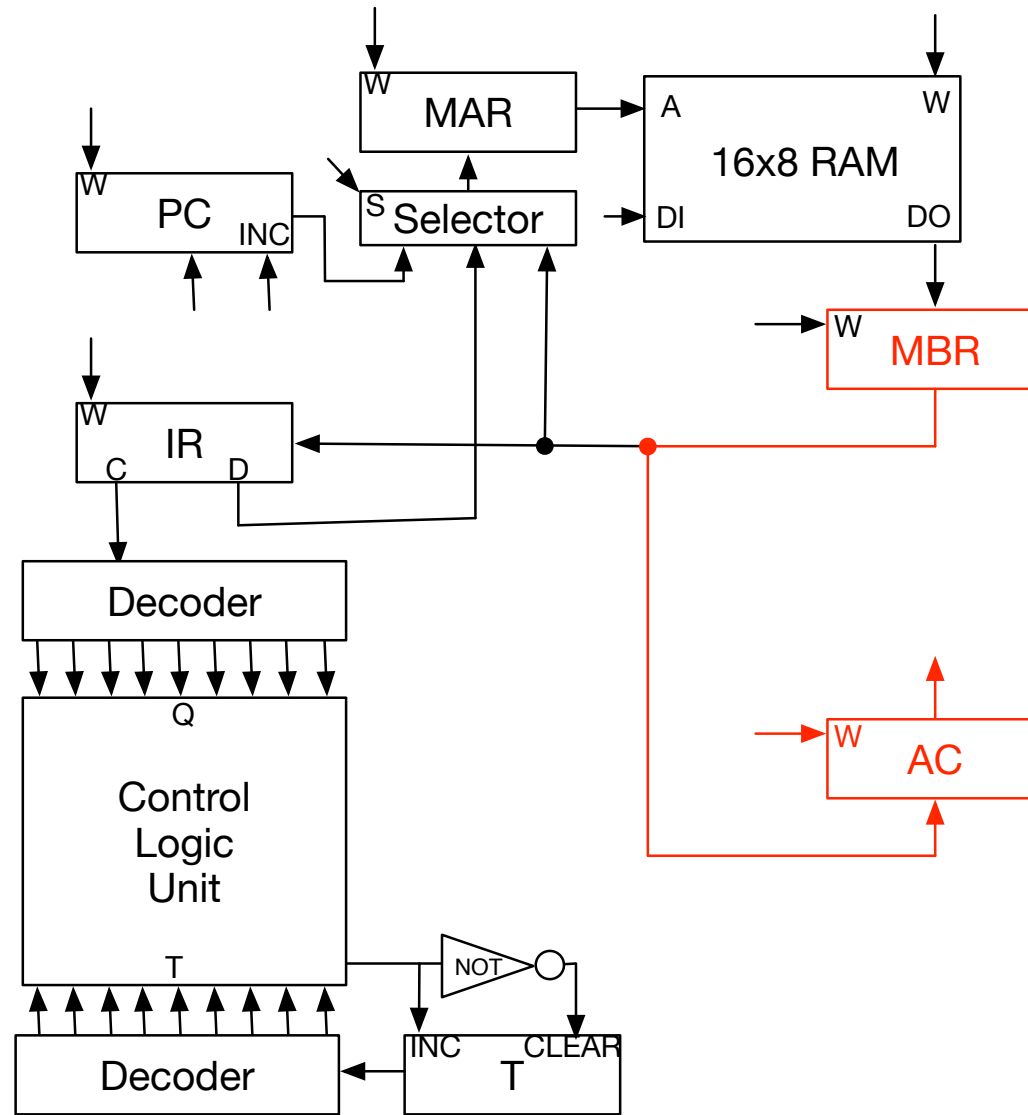 W
MAR
A
W
16x8 RAM
DI
DO
W
PC
INC
S
Selector
W
MBR
W
IR
C
D
Decoder
Q
Control
Logic
Unit
T
W
AC
NOT
INC
CLEAR
T
Decoder